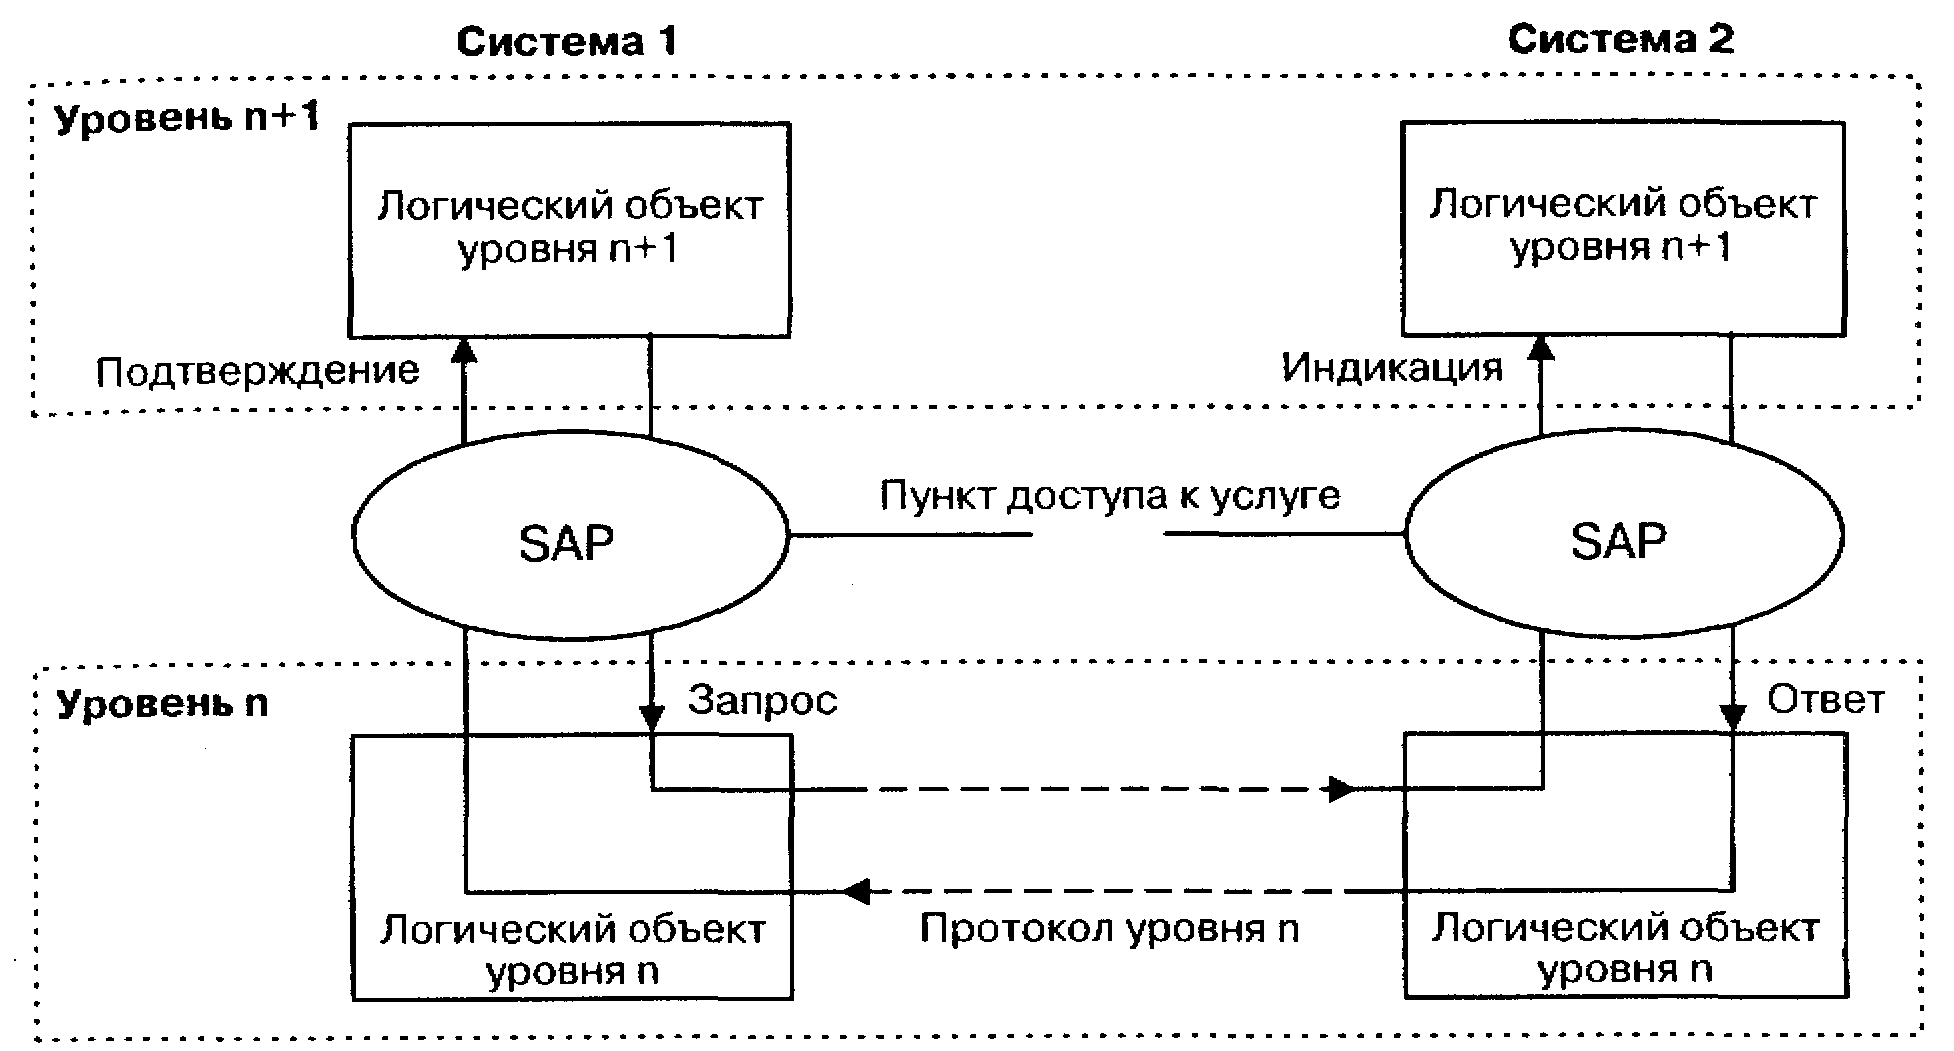 Система 1
Система 2
Уровень n+1
Логический объект
уровня n+1
Логический объект
уровня n+1
Подтверждение
Индикация
Пункт доступа к услуге
SAP
SAP
Уровень n
Запрос
Ответ
Логический объект
уровня n
Протокол уровня n
Логический объект
уровня n